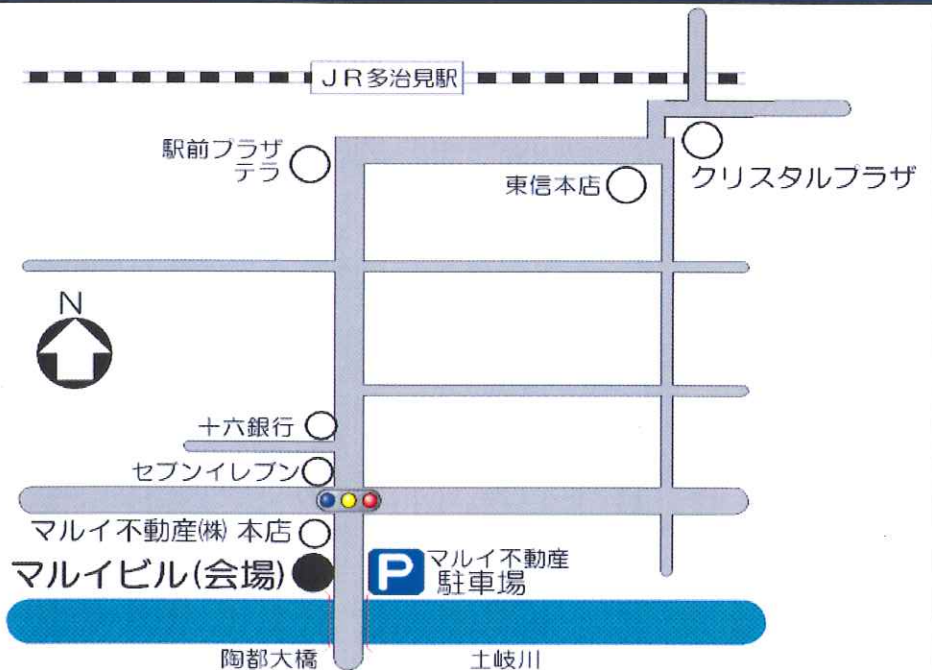 JR多治見駅
駅前プラザ
テラ
東信本店
クリスタルプラザ
N
十六銀行
セブンイレブン
マルイ不動産㈱ 本店
マルイビル(会場)
P
マルイ不動産
駐車場
陶都大橋
土岐川